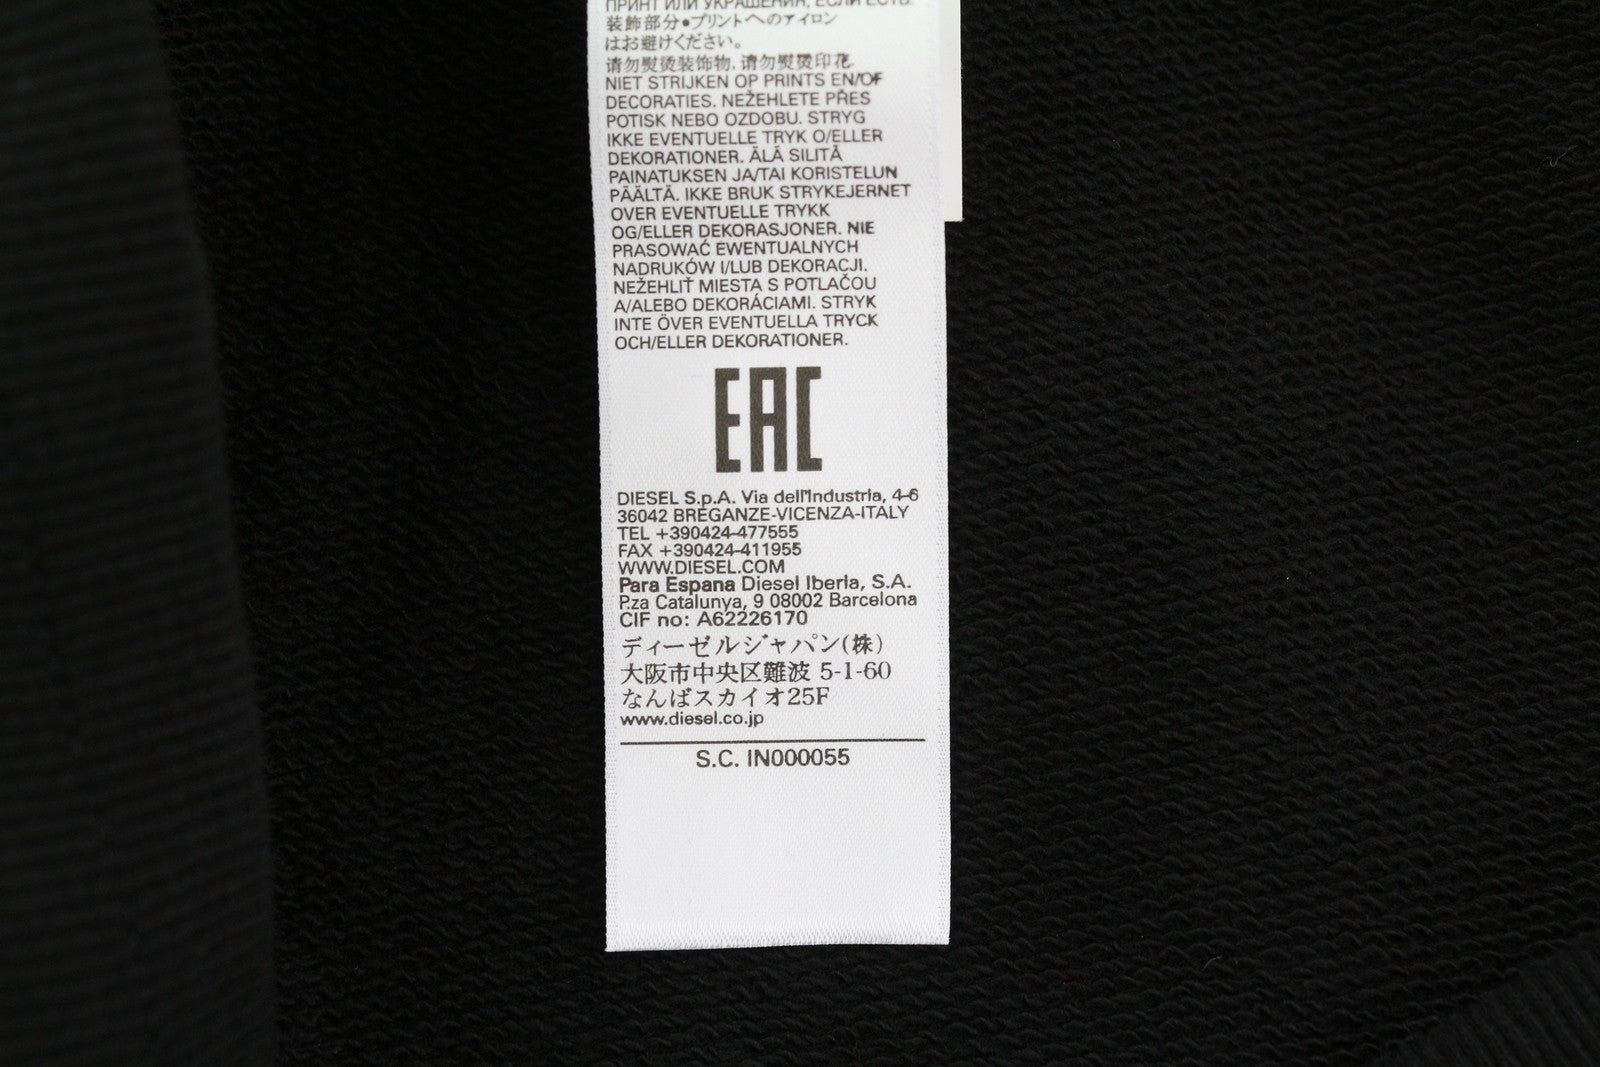 ПРИНТ ИЛИ УКРАШЕНИЯ, ЕСЛИ ЕСТЬ.
装飾部分●プリントへのアイロン
はお避けください。
请勿熨烫装饰物, 请勿熨烫印花
NIET STRIJKEN OP PRINTS EN/OF
DECORATIES. NEŽEHLETE PŘES
POTISK NEBO OZDOBU. STRYG
IKKE EVENTUELLE TRYK O/ELLER
DEKORATIONER. ÄLÄ SILITÄ
PAINATUKSEN JA/TAI KORISTELUN
PÄÄLTÄ. IKKE BRUK STRYKEJERNET
OVER EVENTUELLE TRYKK
OG/ELLER DEKORASJONER. NIE
PRASOWAĆ EWENTUALNYCH
NADRUKÓW I/LUB DEKORACJI.
NEŽEHLIŤ MIESTA S POTLAČOU
A/ALEBO DEKORÁCIAMI. STRYK
INTE ÖVER EVENTUELLA TRYCK
OCH/ELLER DEKORATIONER.
EAC
DIESEL S.p.A. Via dell'Industria, 4-6
36042 BREGANZE-VICENZA-ITALY
TEL +390424-477555
FAX +390424-411955
WWW.DIESEL.COM
Para Espana Diesel Iberia, S.A.
P.za Catalunya, 9 08002 Barcelona
CIF no: A62226170
ディーゼルジャパン(株)
大阪市中央区難波 5-1-60
なんばスカイオ25F
www.diesel.co.jp
S.C. IN000055